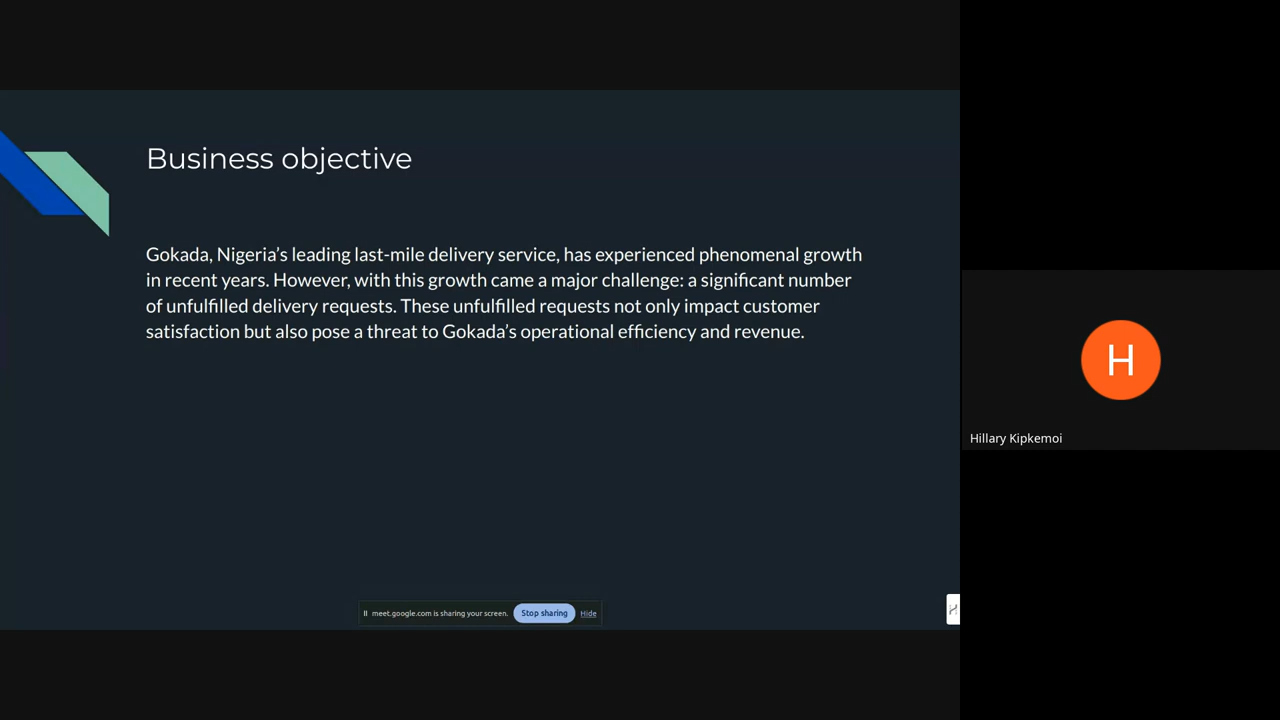 Business objective
Gokada, Nigeria’s leading last-mile delivery service, has experienced phenomenal growth
in recent years. However, with this growth came a major challenge: a significant number
of unfulfilled delivery requests. These unfulfilled requests not only impact customer
satisfaction but also pose a threat to Gokada’s operational efficiency and revenue.
H
Hillary Kipkemoi
meet.google.com is sharing your screen. Stop sharing Hide